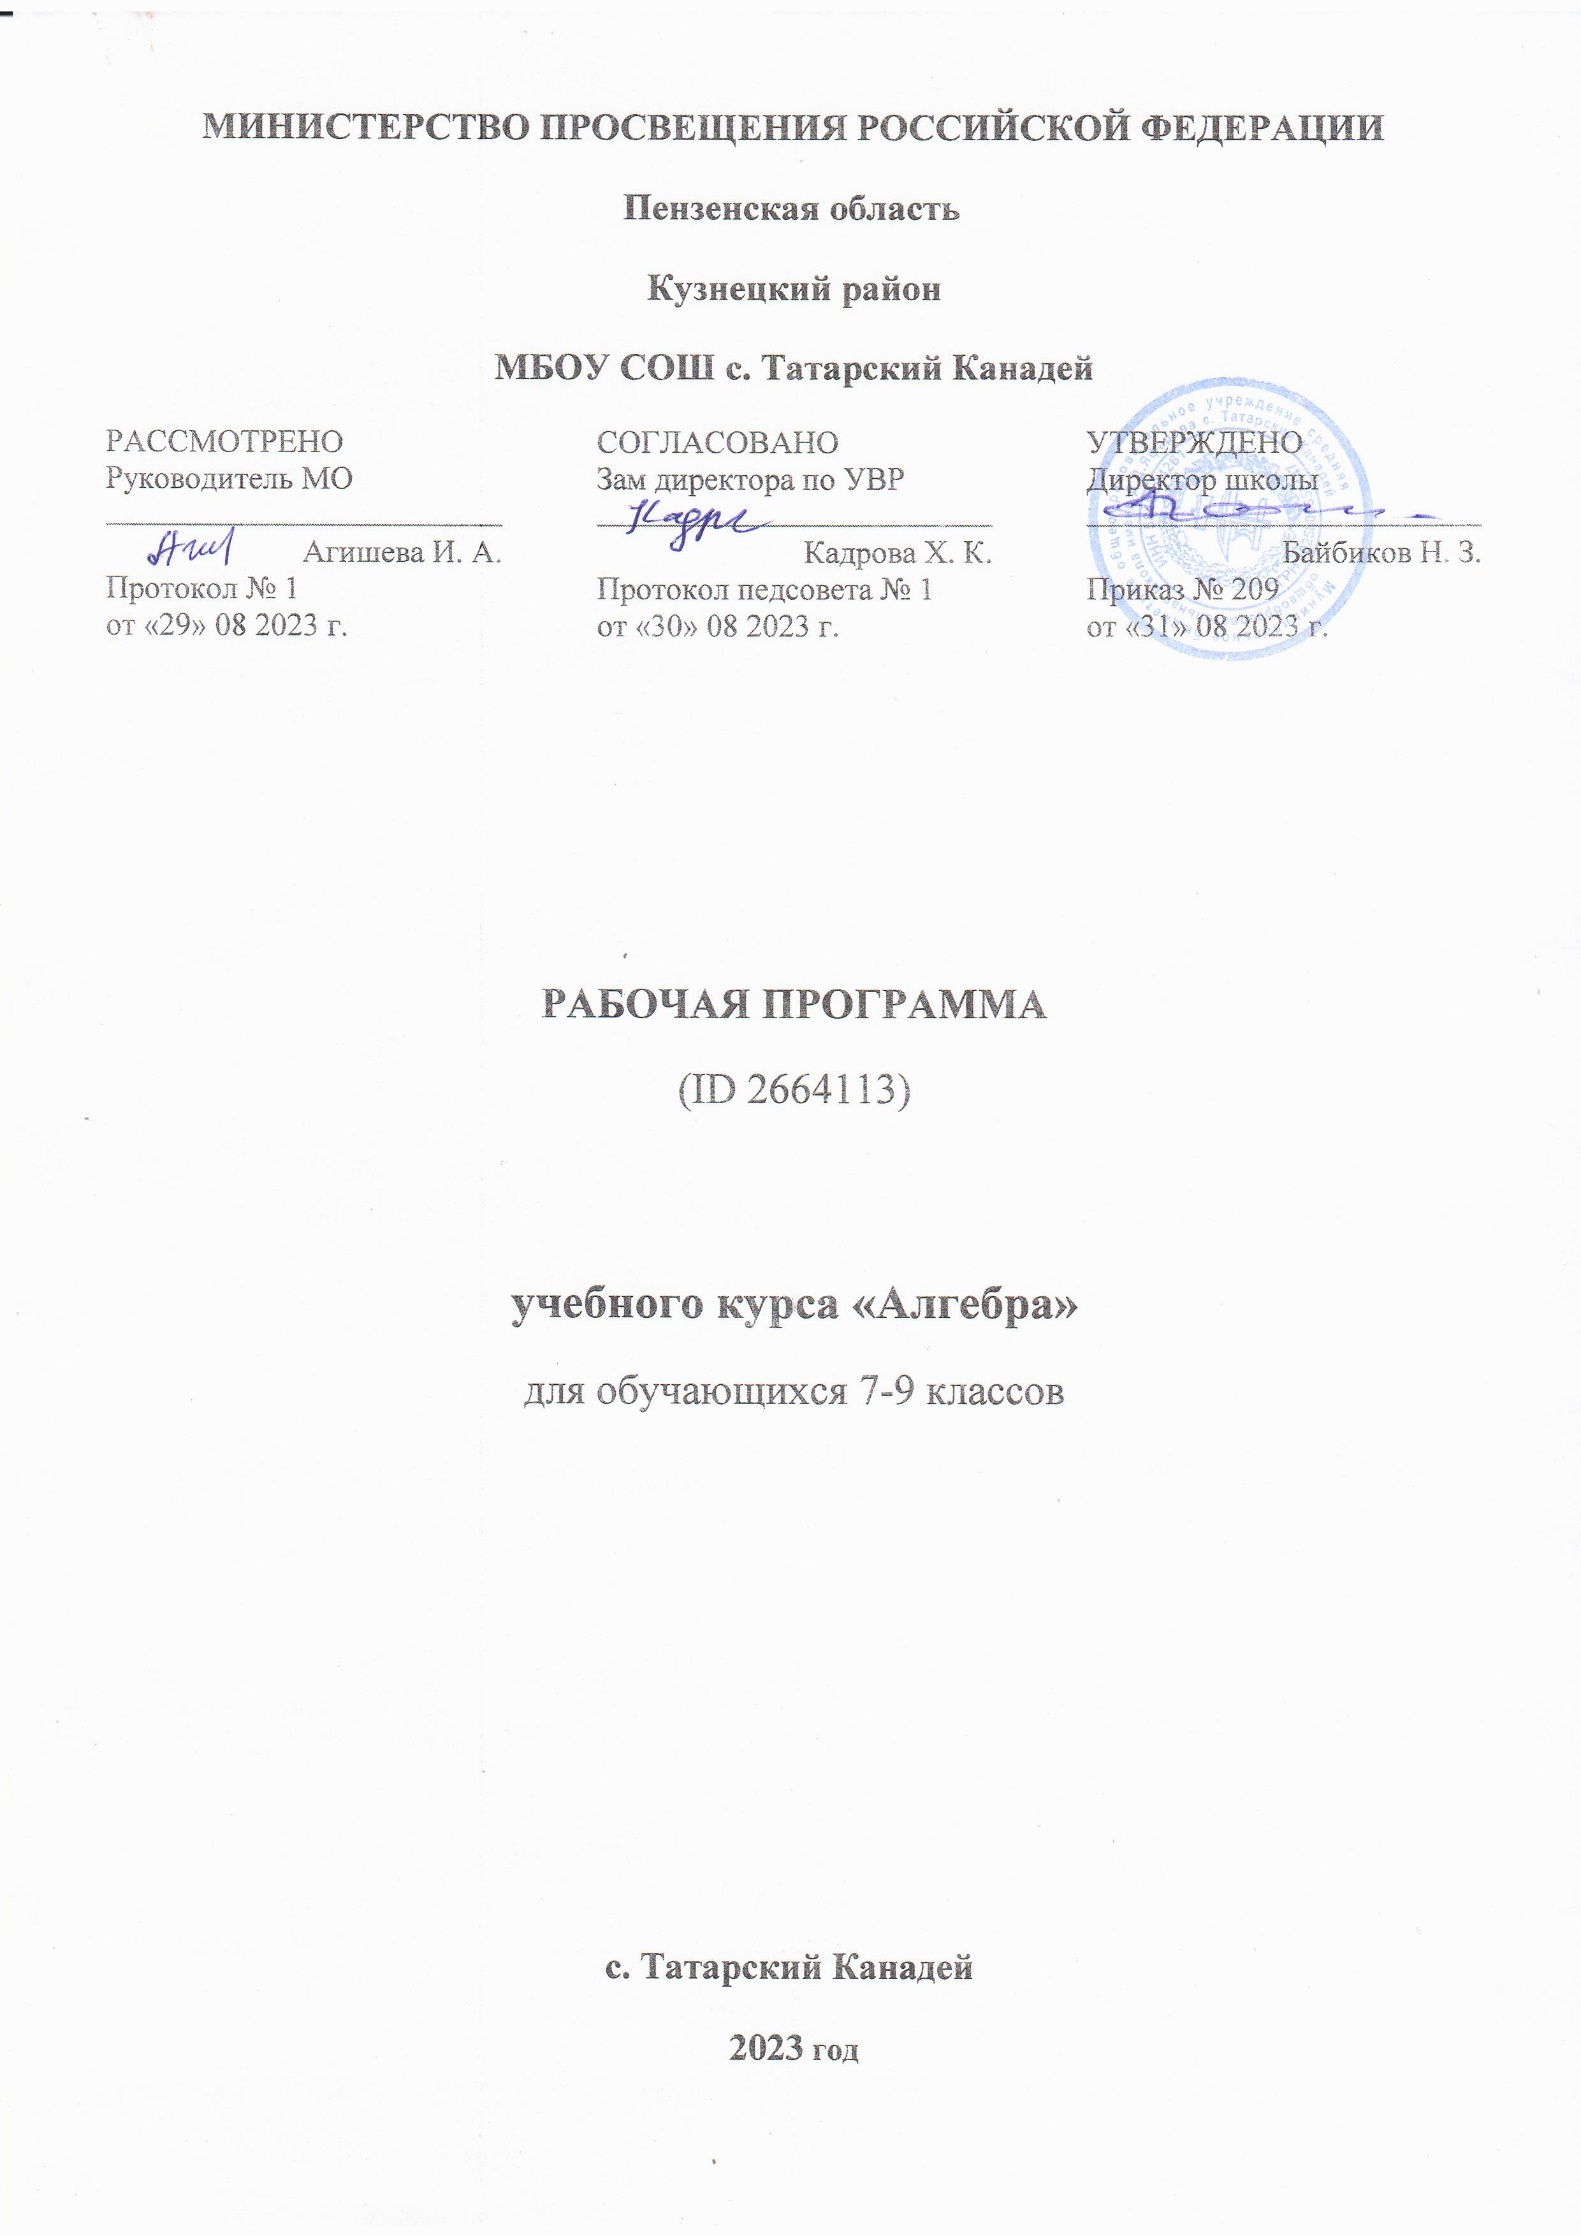 МИНИСТЕРСТВО ПРОСВЕЩЕНИЯ РОССИЙСКОЙ ФЕДЕРАЦИИ
Пензенская область
Кузнецкий район
МБОУ СОШ с. Татарский Канадей
РАССМОТРЕНО
Руководитель МО
Агишева И. А.
Протокол № 1
от «29» 08 2023 г.
СОГЛАСОВАНО
Зам директора по УВР
Кадрова Х. К.
Протокол педсовета № 1
от «30» 08 2023 г.
УТВЕРЖДЕНО
Директор школы
Байбиков Н. З.
Приказ № 209
от «31» 08 2023 г.
РАБОЧАЯ ПРОГРАММА
(ID 2664113)
учебного курса «Алгебра»
для обучающихся 7-9 классов
с. Татарский Канадей
2023 год